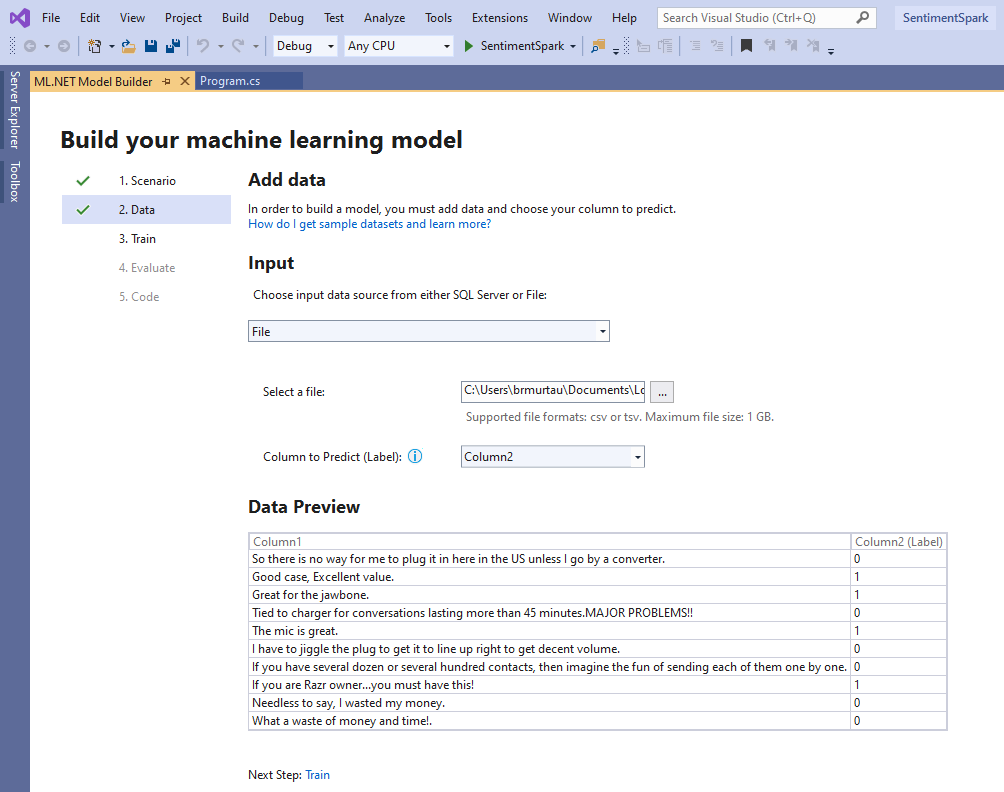 File Edit View Project Build Debug Test Analyze Tools Extensions Window Help Search Visual Studio (Ctrl+Q) SentimentSpark
Debug Any CPU SentimentSpark
Server Explorer
Toolbox
ML.NET Model Builder Program.cs
Build your machine learning model
1. Scenario
2. Data
3. Train
4. Evaluate
5. Code
Add data
In order to build a model, you must add data and choose your column to predict.
How do I get sample datasets and learn more?
Input
Choose input data source from either SQL Server or File:
File
Select a file: C:\Users\brmurtau\Documents\Lo ...
Supported file formats: csv or tsv. Maximum file size: 1 GB.
Column to Predict (Label): Column2
Data Preview
Column1 Column2 (Label)
So there is no way for me to plug it in here in the US unless I go by a converter. 0
Good case, Excellent value. 1
Great for the jawbone. 1
Tied to charger for conversations lasting more than 45 minutes.MAJOR PROBLEMS!! 0
The mic is great. 1
I have to jiggle the plug to get it to line up right to get decent volume. 0
If you have several dozen or several hundred contacts, then imagine the fun of sending each of them one by one. 0
If you are Razr owner...you must have this! 1
Needless to say, I wasted my money. 0
What a waste of money and time!. 0
Next Step: Train